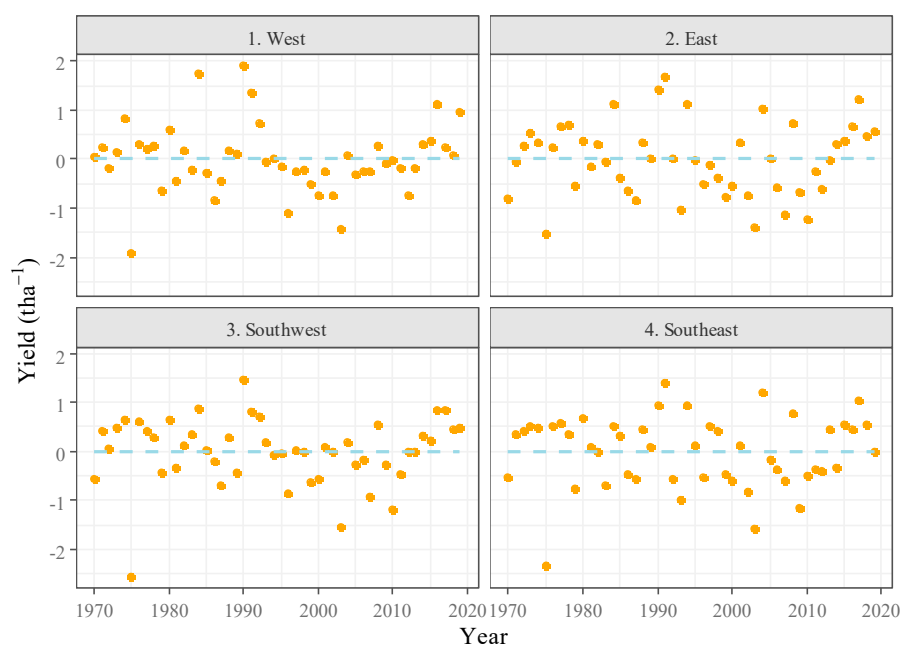 1. West
2. East
2
1
0
-1
-2
3. Southwest
4. Southeast
2
1
0
-1
-2
Yield (tha⁻¹)
1970 1980 1990 2000 2010 2020 1970 1980 1990 2000 2010 2020
Year